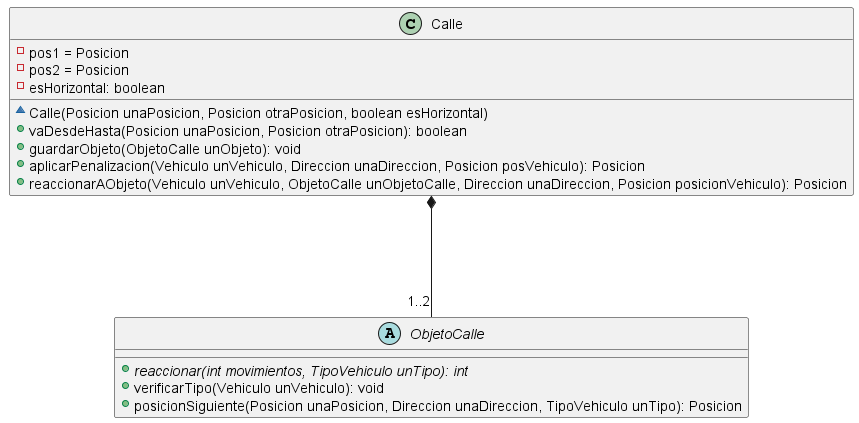 C Calle
pos1 = Posicion
pos2 = Posicion
esHorizontal: boolean
Calle(Posicion unaPosicion, Posicion otraPosicion, boolean esHorizontal)
vaDesdeHasta(Posicion unaPosicion, Posicion otraPosicion): boolean
guardarObjeto(ObjetoCalle unObjeto): void
aplicarPenalizacion(Vehiculo unVehiculo, Direccion unaDireccion, Posicion posVehiculo): Posicion
reaccionarAObjeto(Vehiculo unVehiculo, ObjetoCalle unObjetoCalle, Direccion unaDireccion, Posicion posicionVehiculo): Posicion
1..2
A ObjetoCalle
reaccionar(int movimientos, TipoVehiculo unTipo): int
verificarTipo(Vehiculo unVehiculo): void
posicionSiguiente(Posicion unaPosicion, Direccion unaDireccion, TipoVehiculo unTipo): Posicion